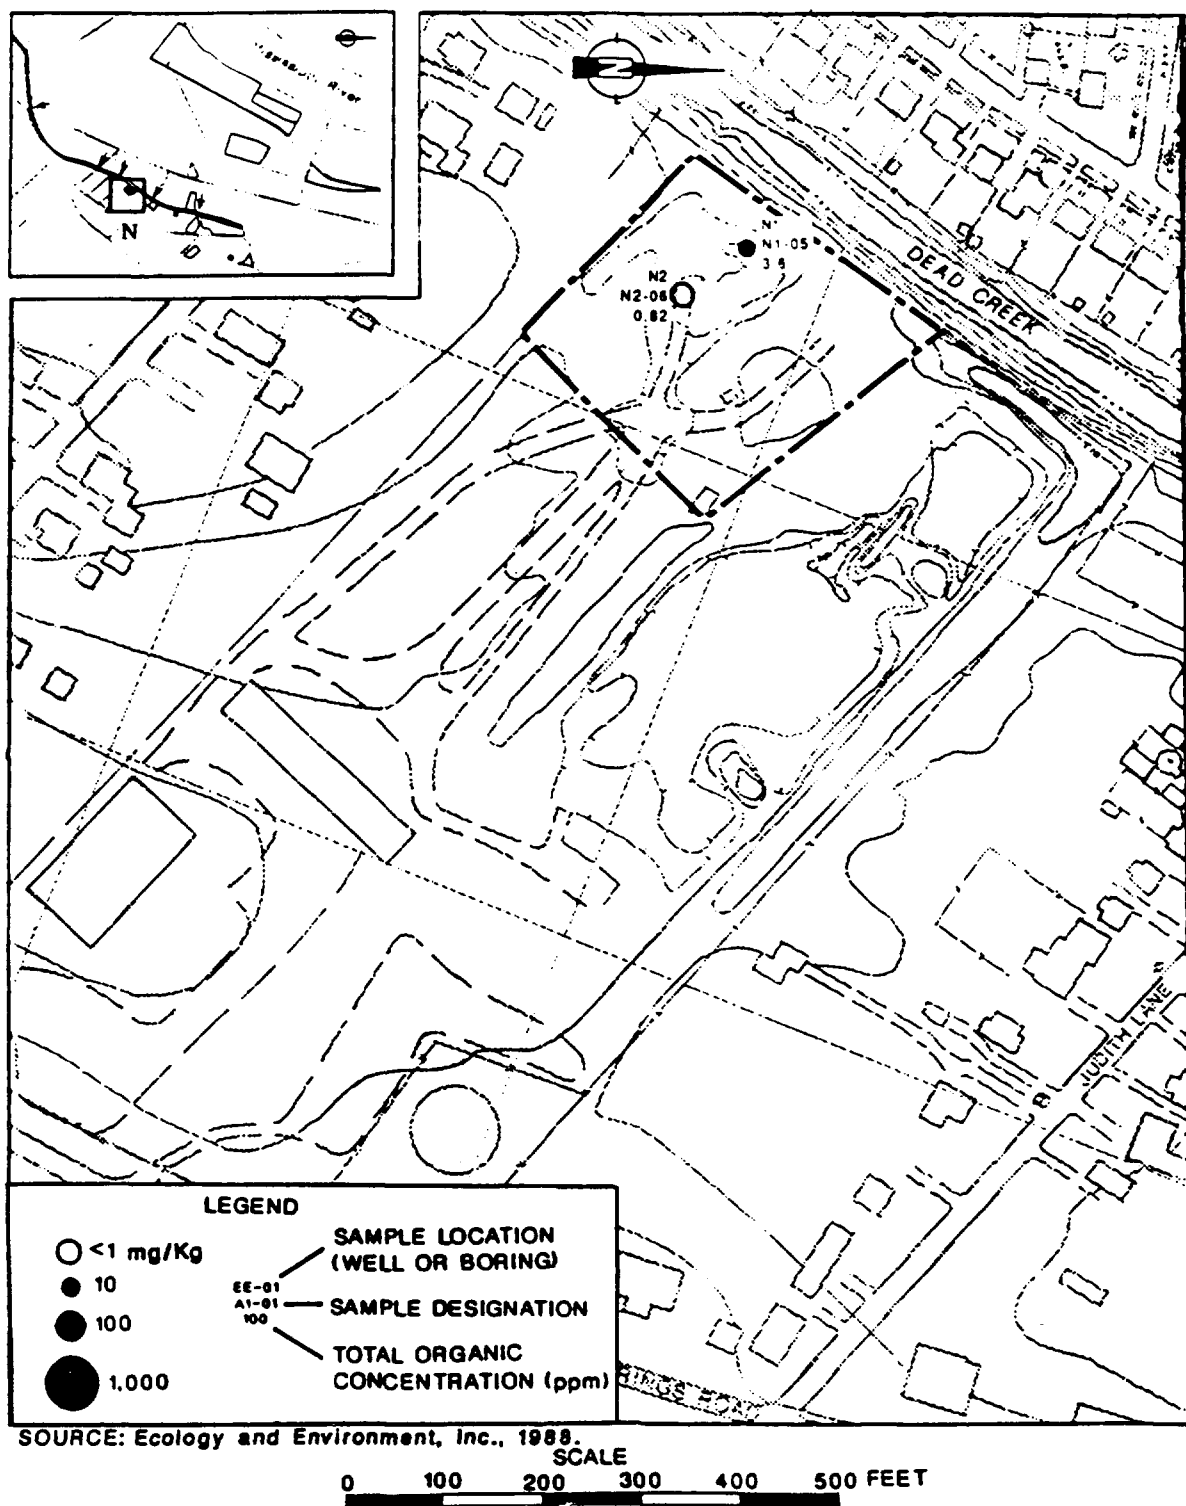 River
N
N
DEAD CREEK
N1-05
N2
N2-06
0.82
JUDITH LANE
LEGEND
<1 mg/Kg
10
100
1,000
EE-01
A1-01
100
SAMPLE LOCATION
(WELL OR BORING)
SAMPLE DESIGNATION
TOTAL ORGANIC
CONCENTRATION (ppm)
SOURCE: Ecology and Environment, Inc., 1988.
SCALE
0 100 200 300 400 500 FEET